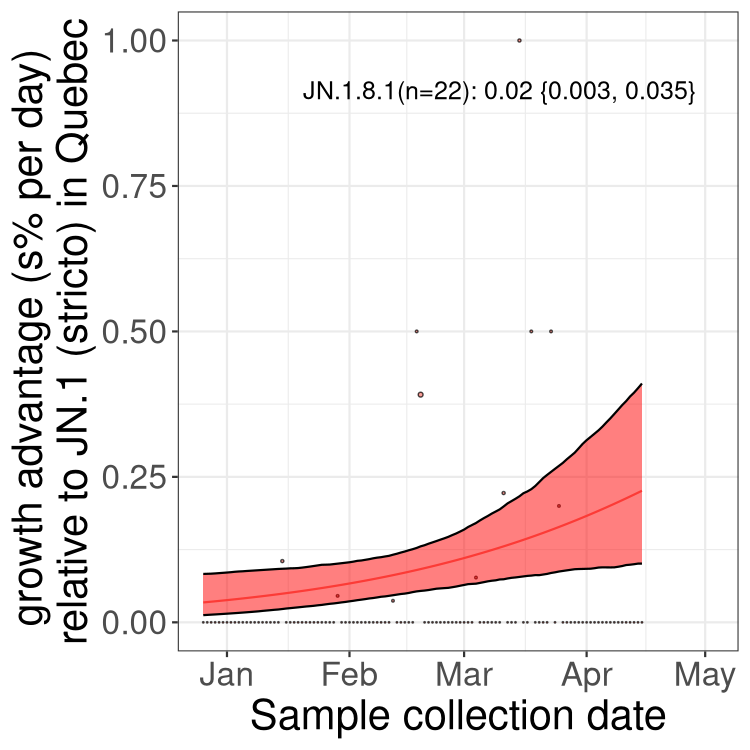 growth advantage (s% per day)
relative to JN.1 (stricto) in Quebec
1.00
0.75
0.50
0.25
0.00
JN.1.8.1(n=22): 0.02 {0.003, 0.035}
Jan Feb Mar Apr May
Sample collection date